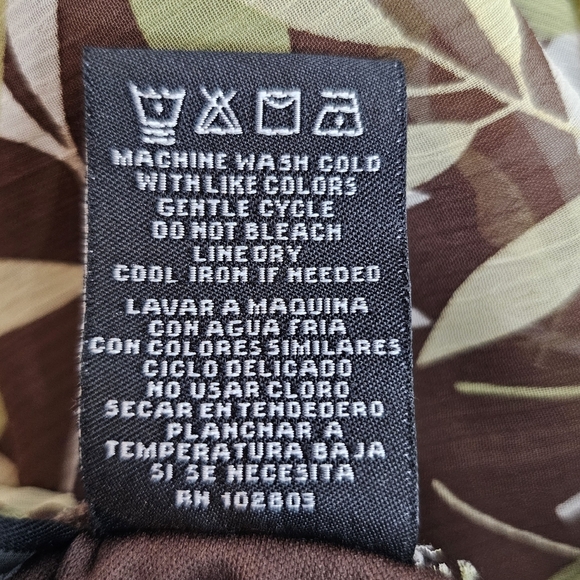 MACHINE WASH COLD
WITH LIKE COLORS
GENTLE CYCLE
DO NOT BLEACH
LINE DRY
COOL IRON IF NEEDED
LAVAR A MAQUINA
CON AGUA FRIA
CON COLORES SIMILARES
CICLO DELICADO
NO USAR CLORO
SECAR EN TENDEDERO
PLANCHAR A
TEMPERATURA BAJA
SI SE NECESITA
RN 102803